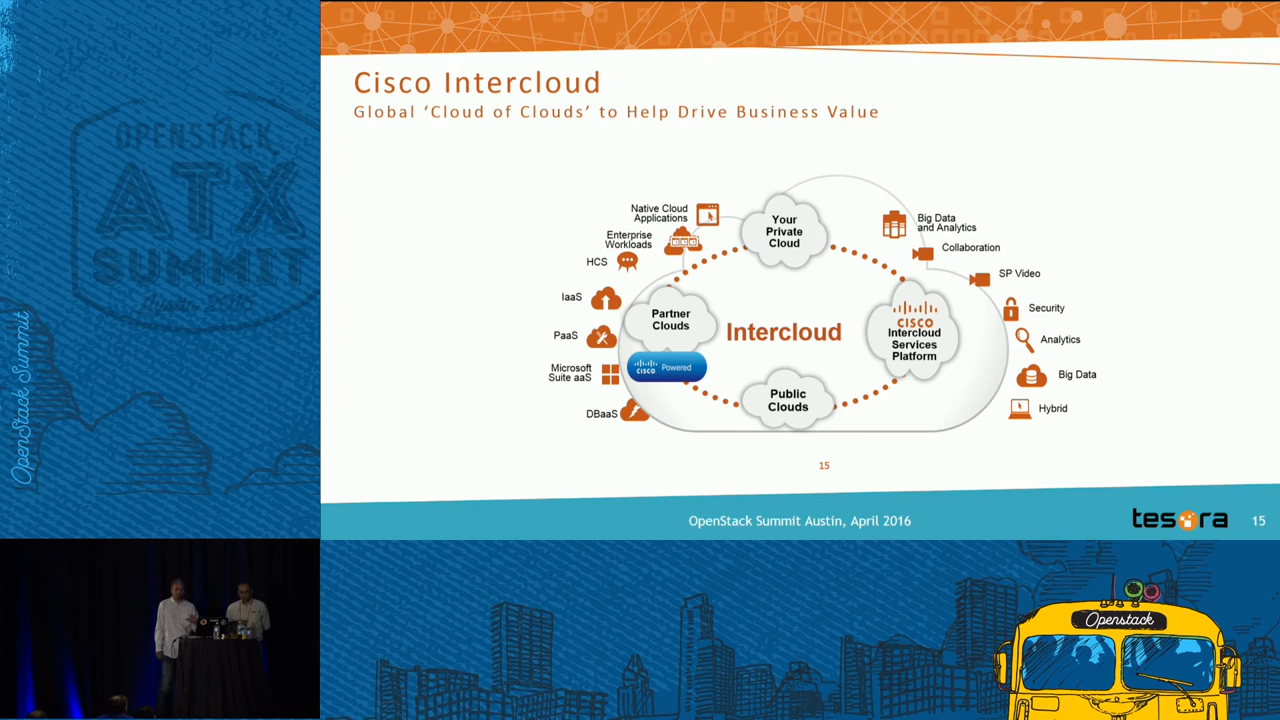 Cisco Intercloud
Global ‘Cloud of Clouds’ to Help Drive Business Value
Native Cloud
Applications
Enterprise
Workloads
HCS
IaaS
PaaS
Microsoft
Suite aaS
DBaaS
Your
Private
Cloud
Partner
Clouds
CISCO
Powered
Intercloud
CISCO
Intercloud
Services
Platform
Public
Clouds
Big Data
and Analytics
Collaboration
SP Video
Security
Analytics
Big Data
Hybrid
15
OpenStack Summit Austin, April 2016
tesora
15
OPENSTACK
ATX
SUMMIT
OpenStack Summit
Openstack